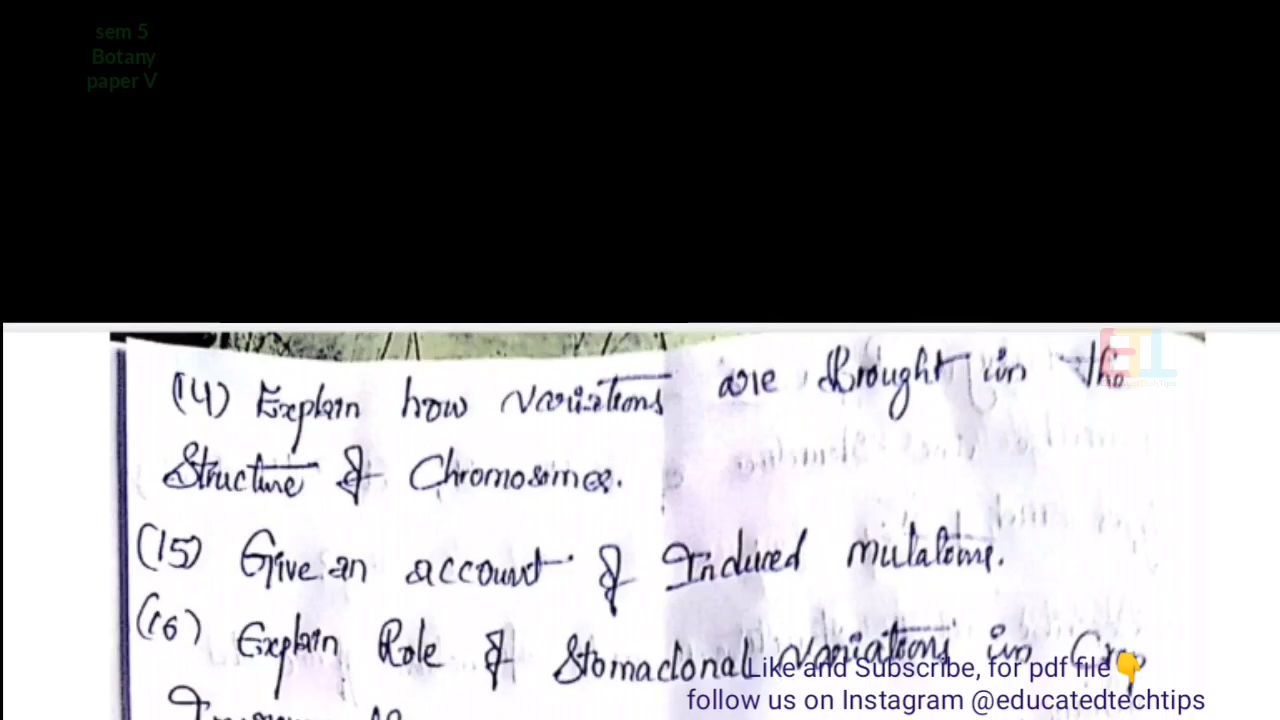 sem 5
Botany
paper V
(14) Explain how variations are Brought in the
Structure of Chromosomes.
(15) Give an account of Induced mutations.
(16) Explain Role of Stomaclonal variations in Crop
Like and Subscribe, for pdf file👇
follow us on Instagram @educatedtechtips